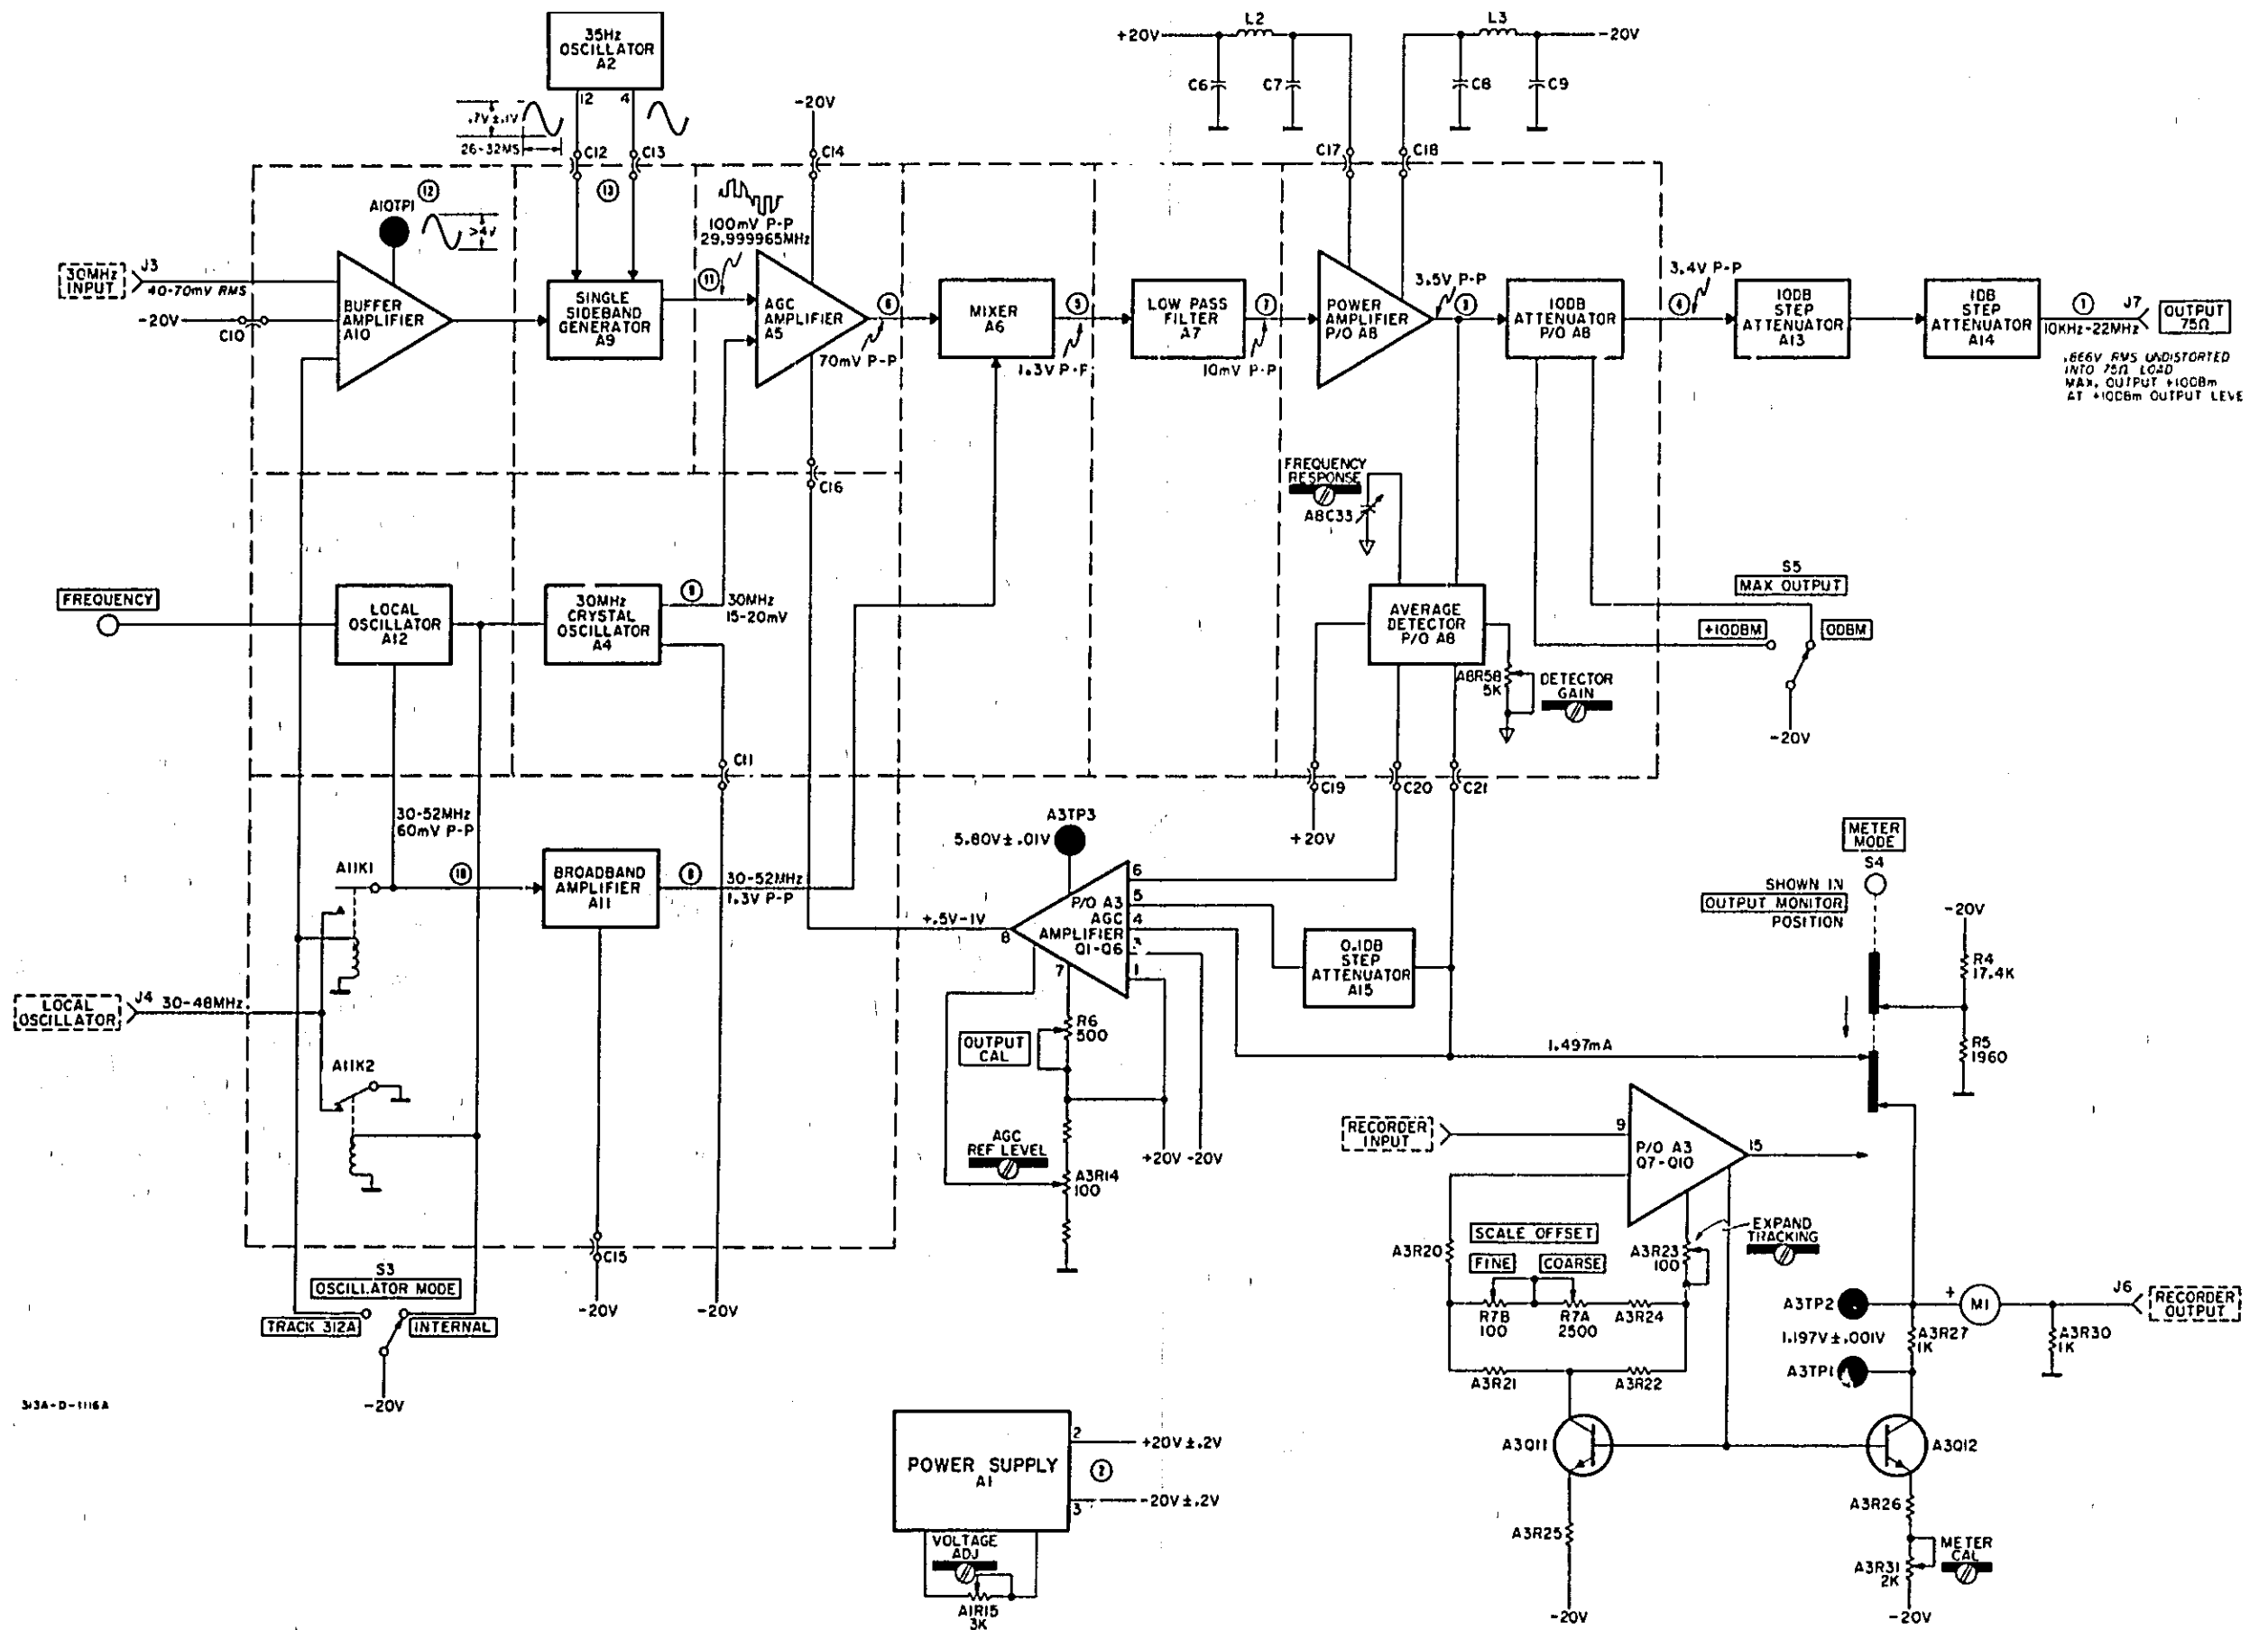 35HZ
OSCILLATOR
A2
12
4
.7V±.1V
26-32MS
C12
C13
-20V
C14
+20V
L2
C6
C7
L3
-20V
C8
C9
C17
C18
12
13
A10TP1
>4V
100mV P-P
29.999965MHz
11
30MHz
INPUT
J3
40-70mV RMS
-20V
C10
BUFFER
AMPLIFIER
A10
SINGLE
SIDEBAND
GENERATOR
A9
AGC
AMPLIFIER
A5
6
70mV P-P
MIXER
A6
5
1.3V P-P
LOW PASS
FILTER
A7
7
10mV P-P
POWER
AMPLIFIER
P/O A8
3.5V P-P
3
10DB
ATTENUATOR
P/O A8
3.4V P-P
4
10DB
STEP
ATTENUATOR
A13
1DB
STEP
ATTENUATOR
A14
1
J7
10KHz-22MHz
OUTPUT
75Ω
.866V RMS UNDISTORTED
INTO 75Ω LOAD
MAX. OUTPUT +10DBm
AT +10DBm OUTPUT LEVE
C16
FREQUENCY
RESPONSE
A8C33
FREQUENCY
LOCAL
OSCILLATOR
A12
30MHZ
CRYSTAL
OSCILLATOR
A4
9
30MHZ
15-20mV
AVERAGE
DETECTOR
P/O A8
A8R58
5K
DETECTOR
GAIN
S5
MAX OUTPUT
+10DBM
0DBM
-20V
C11
C19
C20
C21
+20V
30-52MHz
60mV P-P
A11K1
10
BROADBAND
AMPLIFIER
A11
8
30-52MHz
1.3V P-P
A3TP3
5.80V±.01V
+.5V-1V
8
P/O A3
AGC
AMPLIFIER
Q1-Q6
6
5
4
3
1
7
0.1DB
STEP
ATTENUATOR
A15
METER
MODE
S4
SHOWN IN
OUTPUT MONITOR
POSITION
-20V
R4
17.4K
R5
1960
LOCAL
OSCILLATOR
J4
30-48MHz
A11K2
R6
500
OUTPUT
CAL
1.497mA
AGC
REF LEVEL
A3R14
100
+20V
-20V
RECORDER
INPUT
9
P/O A3
Q7-Q10
15
C15
-20V
-20V
S3
OSCILLATOR MODE
TRACK 312A
INTERNAL
-20V
A3R20
SCALE OFFSET
FINE
COARSE
R7B
100
R7A
2500
A3R24
A3R23
100
EXPAND
TRACKING
A3R21
A3R22
A3TP2
1.197V±.001V
A3TP1
A3R27
1K
+
M1
A3R30
1K
J6
RECORDER
OUTPUT
313A-D-1116A
POWER SUPPLY
A1
2
+20V±.2V
2
3
-20V±.2V
VOLTAGE
ADJ
A1R15
3K
A3Q11
A3Q12
A3R25
-20V
A3R26
A3R31
2K
METER
CAL
-20V